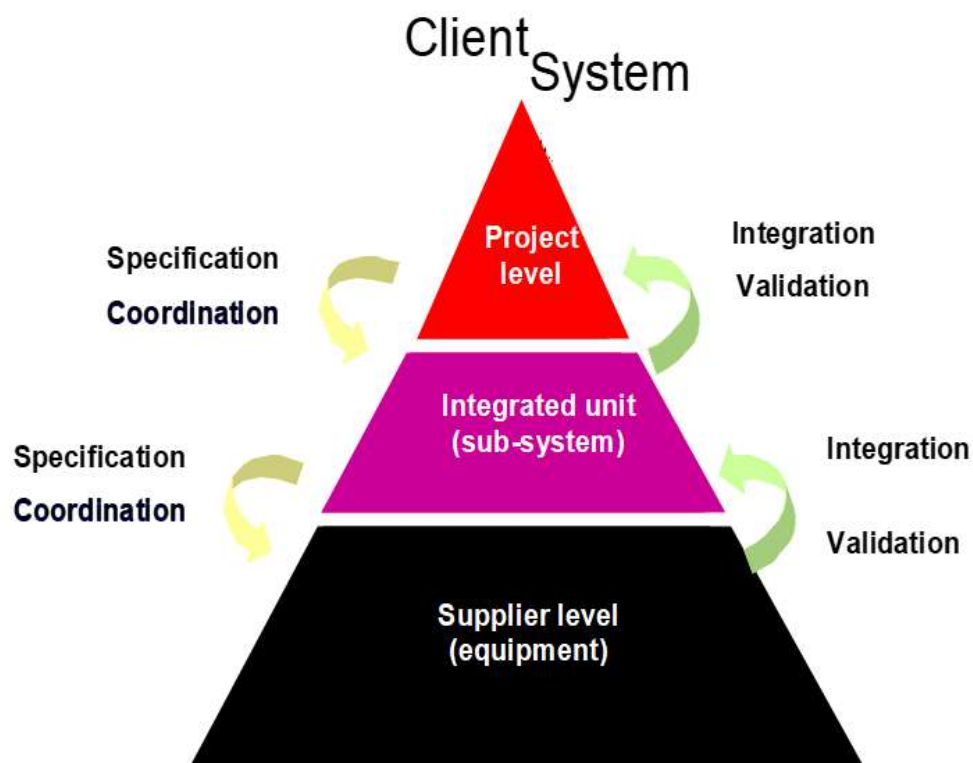 Client
System
Project
level
Specification
Coordination
Integration
Validation
Integrated unit
(sub-system)
Specification
Coordination
Integration
Validation
Supplier level
(equipment)